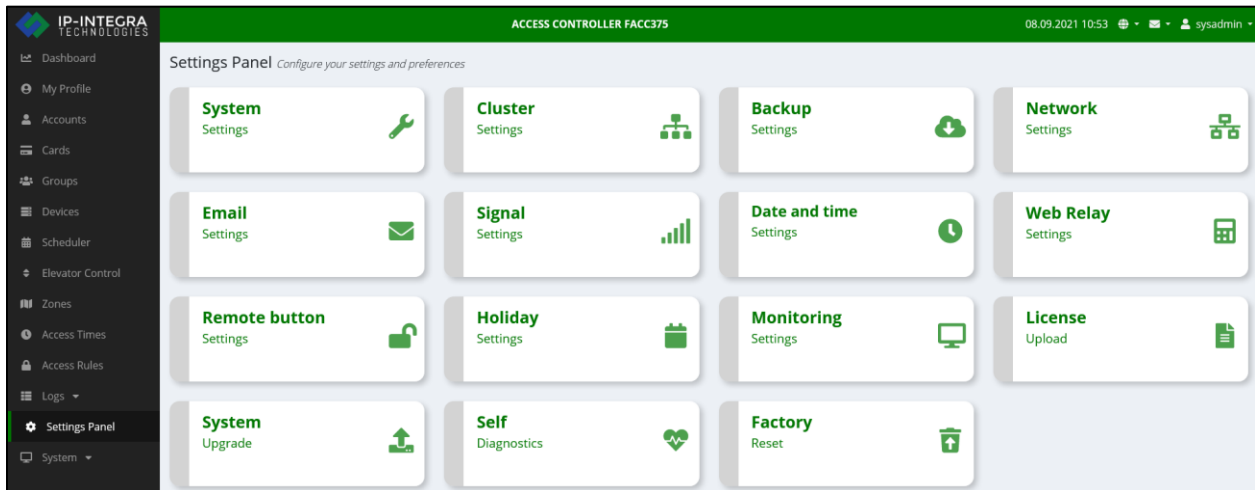 IP-INTEGRA
TECHNOLOGIES
ACCESS CONTROLLER FACC375
08.09.2021 10:53
sysadmin
Dashboard
My Profile
Accounts
Cards
Groups
Devices
Scheduler
Elevator Control
Zones
Access Times
Access Rules
Logs
Settings Panel
System
Settings Panel Configure your settings and preferences
System
Settings
Cluster
Settings
Backup
Settings
Network
Settings
Email
Settings
Signal
Settings
Date and time
Settings
Web Relay
Settings
Remote button
Settings
Holiday
Settings
Monitoring
Settings
License
Upload
System
Upgrade
Self
Diagnostics
Factory
Reset